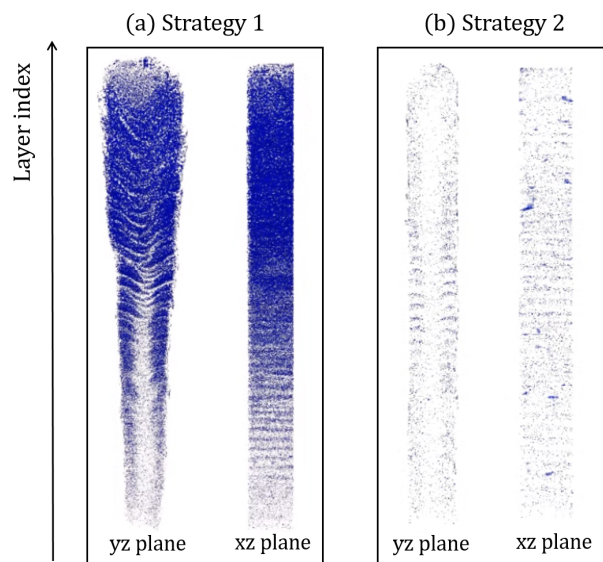 (a) Strategy 1
(b) Strategy 2
Layer index
yz plane
xz plane
yz plane
xz plane